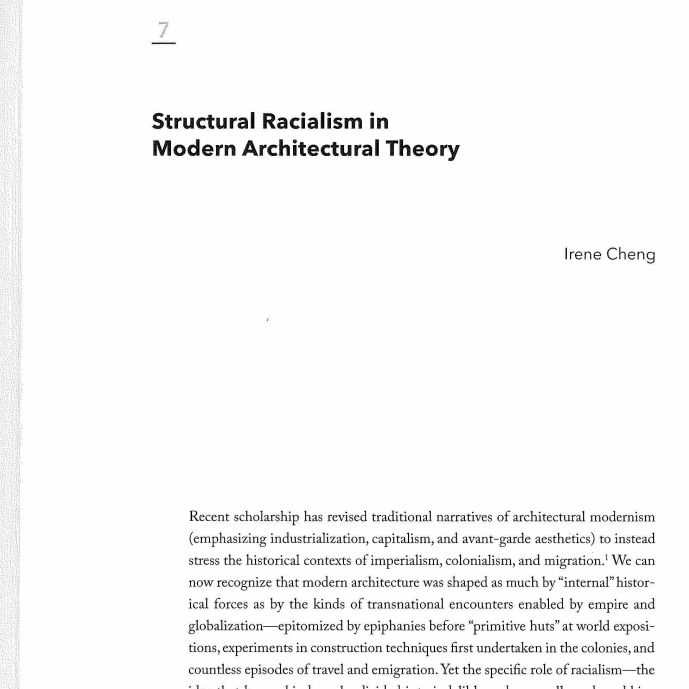 7
Structural Racialism in
Modern Architectural Theory
Irene Cheng
Recent scholarship has revised traditional narratives of architectural modernism
(emphasizing industrialization, capitalism, and avant-garde aesthetics) to instead
stress the historical contexts of imperialism, colonialism, and migration.¹ We can
now recognize that modern architecture was shaped as much by “internal” histor-
ical forces as by the kinds of transnational encounters enabled by empire and
globalization—epitomized by epiphanies before “primitive huts” at world exposi-
tions, experiments in construction techniques first undertaken in the colonies, and
countless episodes of travel and emigration. Yet the specific role of racialism—the